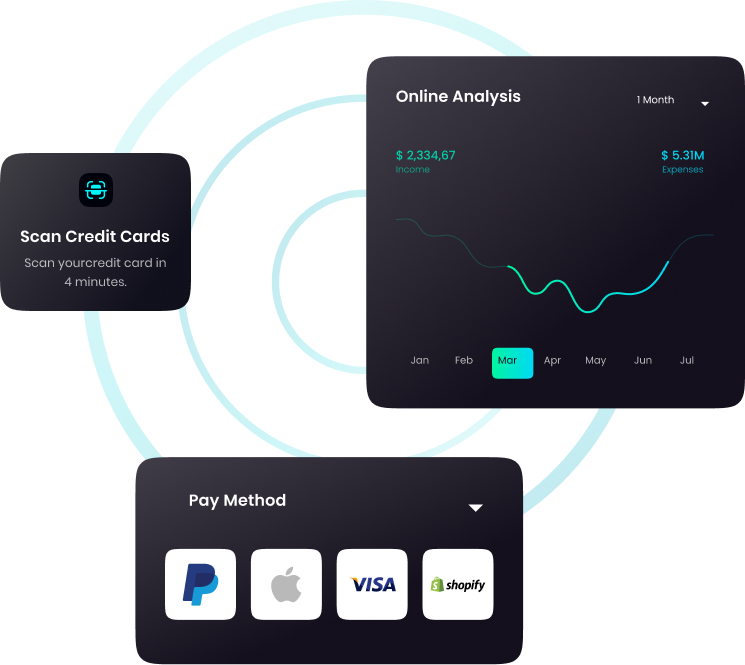 Online Analysis
1 Month
$ 2,334,67
$ 5.31M
Income
Expenses
Scan Credit Cards
Scan yourcredit card in
4 minutes.
Jan Feb Mar Apr May Jun Jul
Pay Method
VISA
shopify